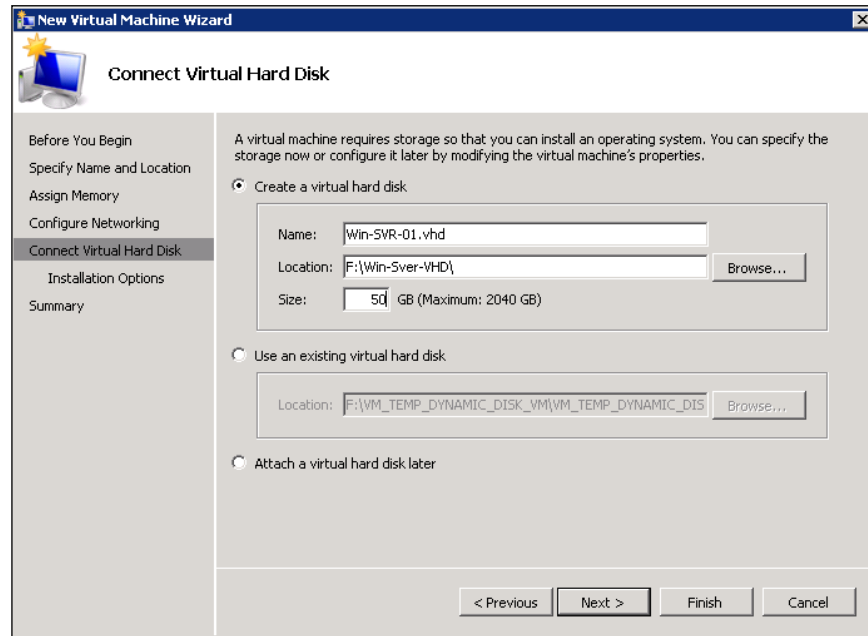 New Virtual Machine Wizard
Connect Virtual Hard Disk
Before You Begin
Specify Name and Location
Assign Memory
Configure Networking
Connect Virtual Hard Disk
Installation Options
Summary
A virtual machine requires storage so that you can install an operating system. You can specify the
storage now or configure it later by modifying the virtual machine's properties.
Create a virtual hard disk
Name: Win-SVR-01.vhd
Location: F:\Win-Sver-VHD\ Browse...
Size: 50 GB (Maximum: 2040 GB)
Use an existing virtual hard disk
Location: F:\VM_TEMP_DYNAMIC_DISK_VM\VM_TEMP_DYNAMIC_DIS Browse...
Attach a virtual hard disk later
< Previous Next > Finish Cancel